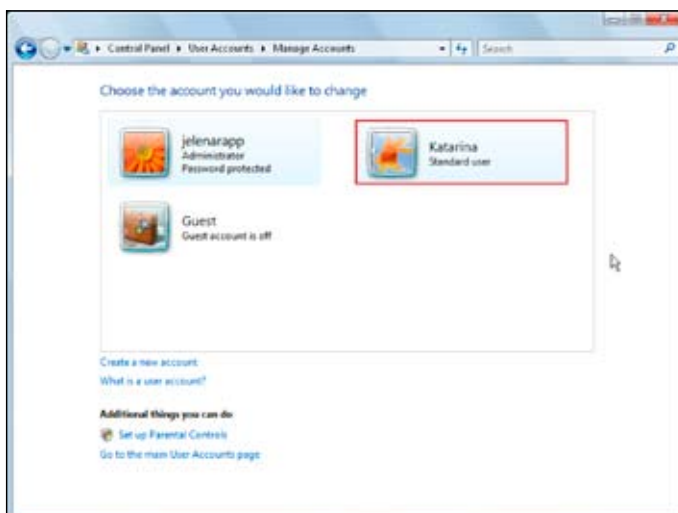 Control Panel ▸ User Accounts ▸ Manage Accounts
Search
Choose the account you would like to change
jelenarapp
Administrator
Password protected
Katarina
Standard user
Guest
Guest account is off
Create a new account
What is a user account?
Additional things you can do
Set up Parental Controls
Go to the main User Accounts page